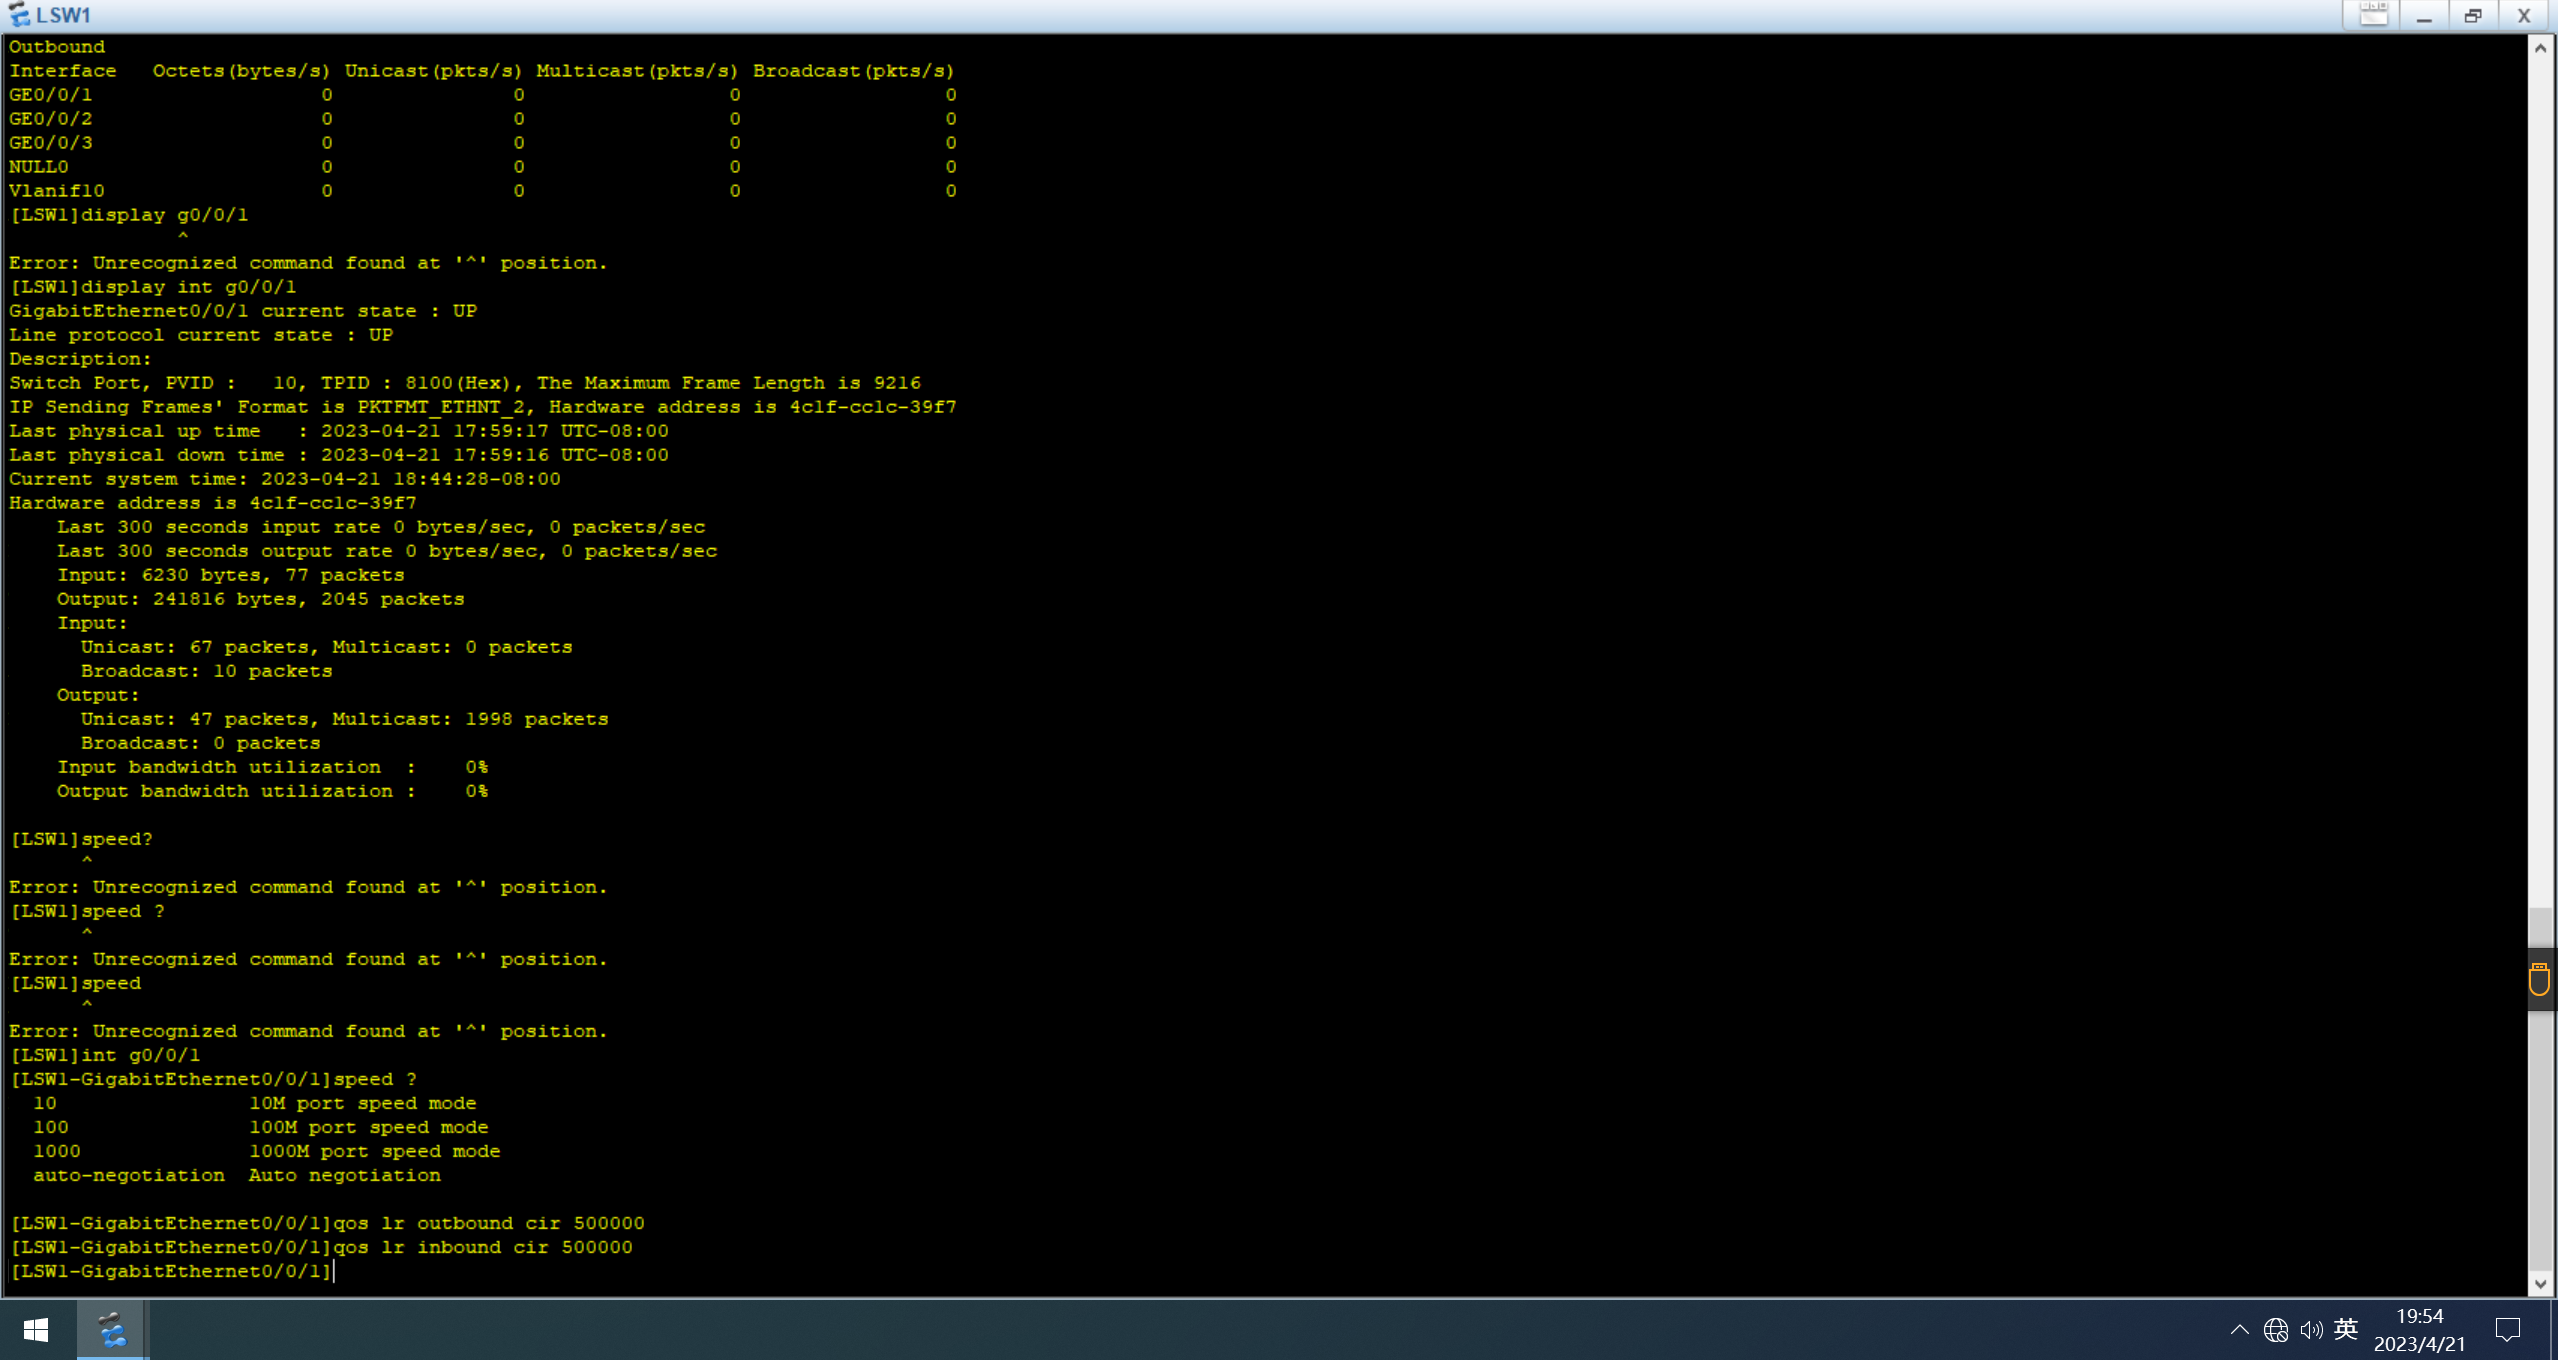 LSW1
Outbound
Interface   Octets(bytes/s) Unicast(pkts/s) Multicast(pkts/s) Broadcast(pkts/s)
GE0/0/1                   0               0                 0                 0
GE0/0/2                   0               0                 0                 0
GE0/0/3                   0               0                 0                 0
NULL0                     0               0                 0                 0
Vlanif10                  0               0                 0                 0
[LSW1]display g0/0/1
^
Error: Unrecognized command found at '^' position.
[LSW1]display int g0/0/1
GigabitEthernet0/0/1 current state : UP
Line protocol current state : UP
Description:
Switch Port, PVID :   10, TPID : 8100(Hex), The Maximum Frame Length is 9216
IP Sending Frames' Format is PKTFMT_ETHNT_2, Hardware address is 4c1f-cc1c-39f7
Last physical up time   : 2023-04-21 17:59:17 UTC-08:00
Last physical down time : 2023-04-21 17:59:16 UTC-08:00
Current system time: 2023-04-21 18:44:28-08:00
Hardware address is 4c1f-cc1c-39f7
    Last 300 seconds input rate 0 bytes/sec, 0 packets/sec
    Last 300 seconds output rate 0 bytes/sec, 0 packets/sec
    Input: 6230 bytes, 77 packets
    Output: 241816 bytes, 2045 packets
    Input:
      Unicast: 67 packets, Multicast: 0 packets
      Broadcast: 10 packets
    Output:
      Unicast: 47 packets, Multicast: 1998 packets
      Broadcast: 0 packets
    Input bandwidth utilization  :    0%
    Output bandwidth utilization :    0%
[LSW1]speed?
^
Error: Unrecognized command found at '^' position.
[LSW1]speed ?
^
Error: Unrecognized command found at '^' position.
[LSW1]speed
^
Error: Unrecognized command found at '^' position.
[LSW1]int g0/0/1
[LSW1-GigabitEthernet0/0/1]speed ?
  10                10M port speed mode
  100               100M port speed mode
  1000              1000M port speed mode
  auto-negotiation  Auto negotiation
[LSW1-GigabitEthernet0/0/1]qos lr outbound cir 500000
[LSW1-GigabitEthernet0/0/1]qos lr inbound cir 500000
[LSW1-GigabitEthernet0/0/1]
英
19:54
2023/4/21